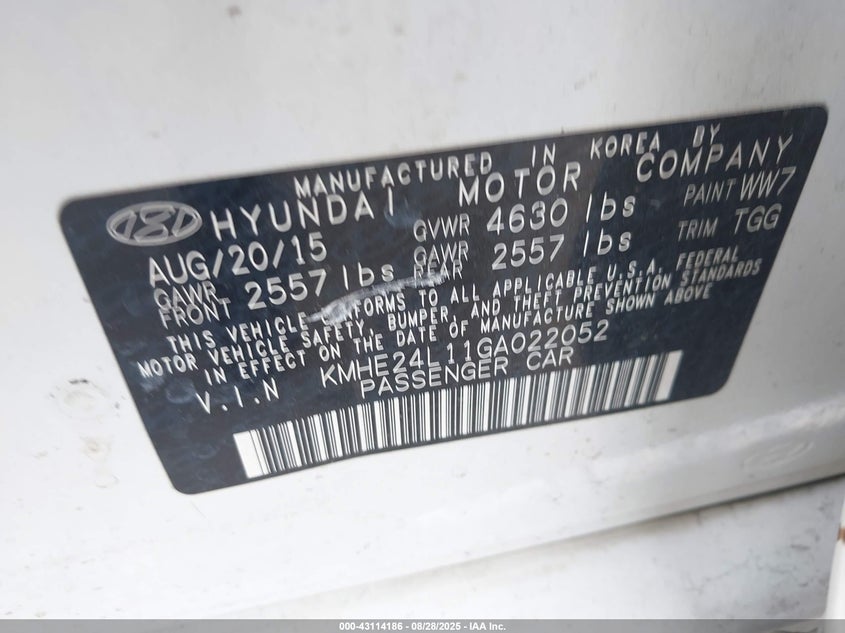 MANUFACTURED IN KOREA BY
HYUNDAI MOTOR COMPANY
AUG/20/15 GVWR 4630 lbs PAINT WW7
GAWR FRONT 2557 lbs GAWR REAR 2557 lbs TRIM TGG
THIS VEHICLE CONFORMS TO ALL APPLICABLE U.S.A. FEDERAL
MOTOR VEHICLE SAFETY, BUMPER, AND THEFT PREVENTION STANDARDS
IN EFFECT ON THE DATE OF MANUFACTURE SHOWN ABOVE
V.I.N KMHE24L11GA022052
PASSENGER CAR
000-43114186 - 08/28/2025 - IAA Inc.